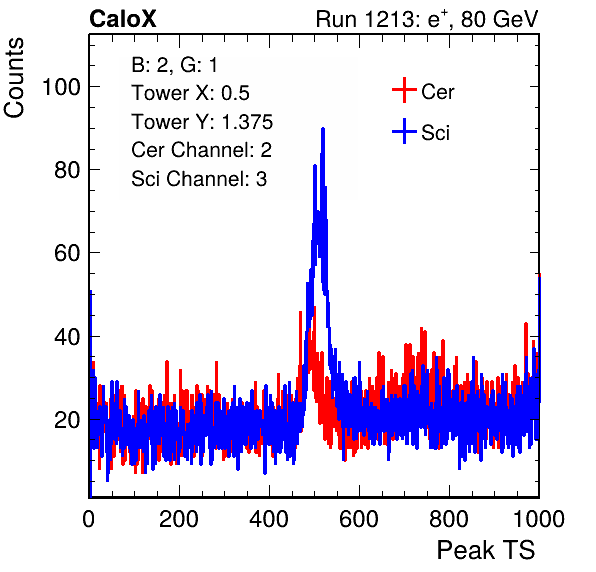 CaloX Run 1213: e⁺, 80 GeV
Counts
B: 2, G: 1
Tower X: 0.5
Tower Y: 1.375
Cer Channel: 2
Sci Channel: 3
Cer
Sci
100
80
60
40
20
0 200 400 600 800 1000
Peak TS